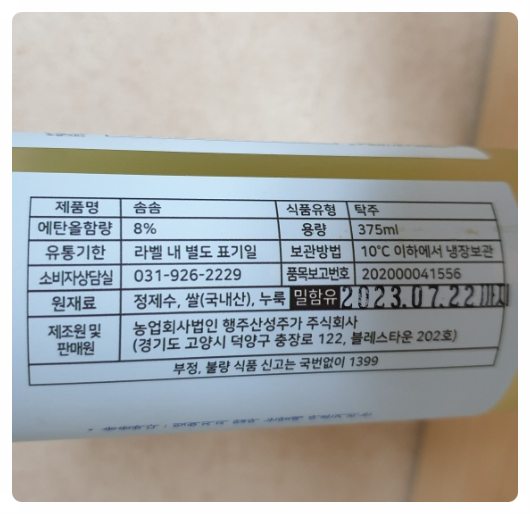 제품명 솜솜 식품유형 탁주
에탄올함량 8% 용량 375ml
유통기한 라벨 내 별도 표기일 보관방법 10℃ 이하에서 냉장보관
소비자상담실 031-926-2229 품목보고번호 202000041556
원재료 정제수, 쌀(국내산), 누룩 밀함유 2023.07.22까지
제조원 및 판매원 농업회사법인 행주산성주가 주식회사
(경기도 고양시 덕양구 충장로 122, 블레스타운 202호)
부정, 불량 식품 신고는 국번없이 1399